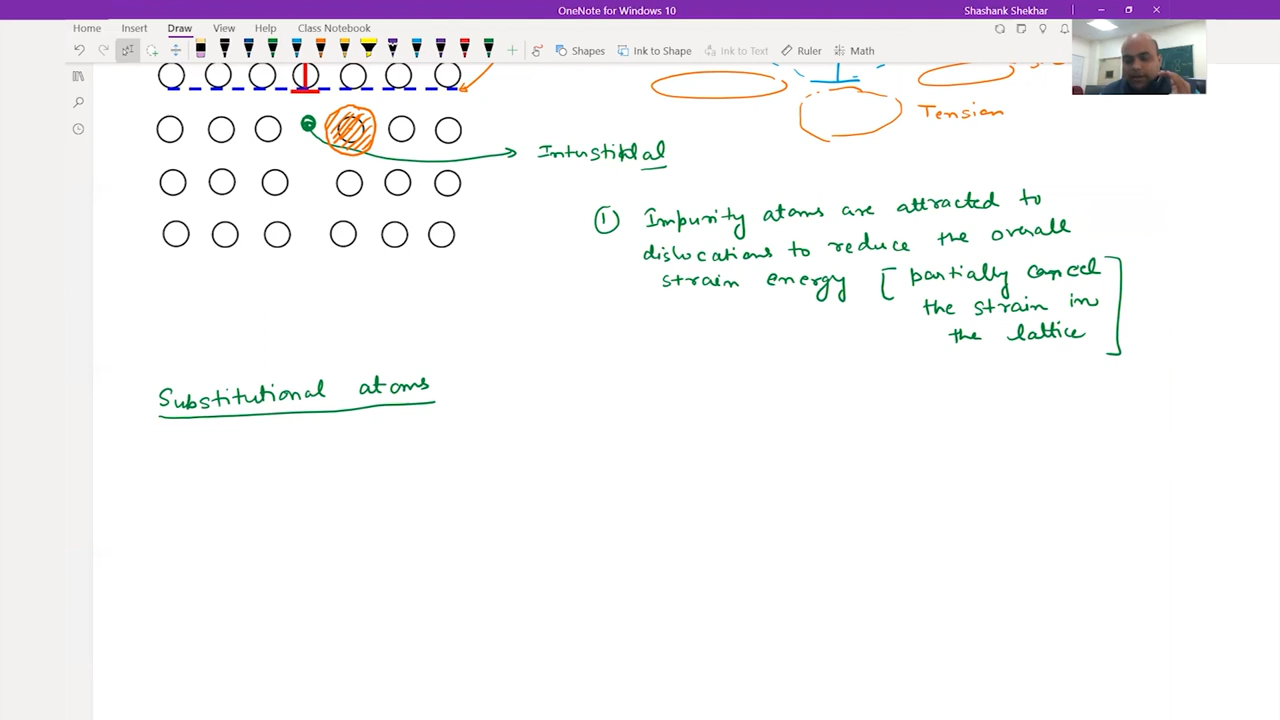 OneNote for Windows 10
Shashank Shekhar
Home Insert Draw View Help Class Notebook
Shapes Ink to Shape Ink to Text Ruler Math
Tension
Interstitial
① Impurity atoms are attracted to
dislocations to reduce the overall
strain energy [partially cancel
the strain in
the lattice]
Substitutional atoms